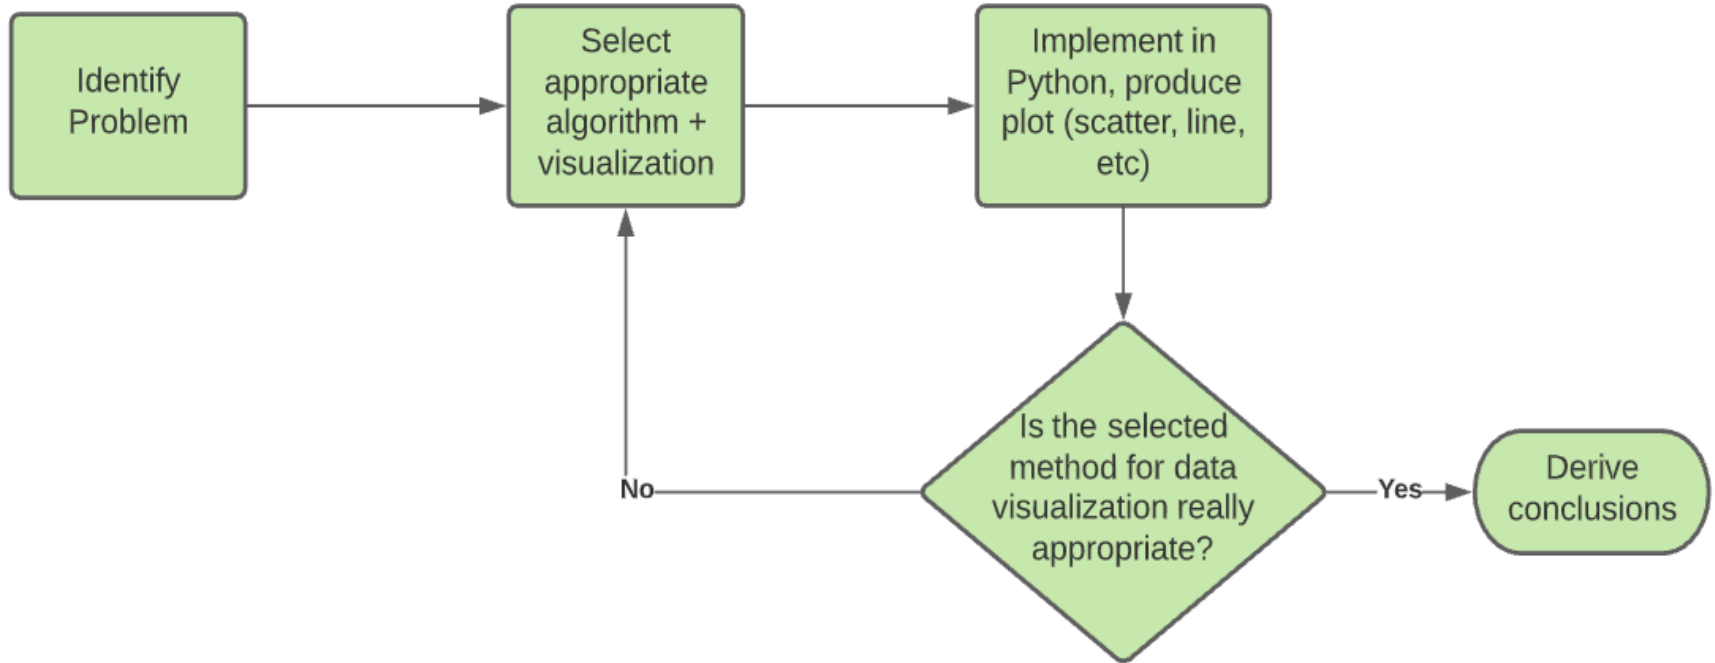 Identify
Problem
Select
appropriate
algorithm +
visualization
Implement in
Python, produce
plot (scatter, line,
etc)
Is the selected
method for data
visualization really
appropriate?
No
Yes
Derive
conclusions